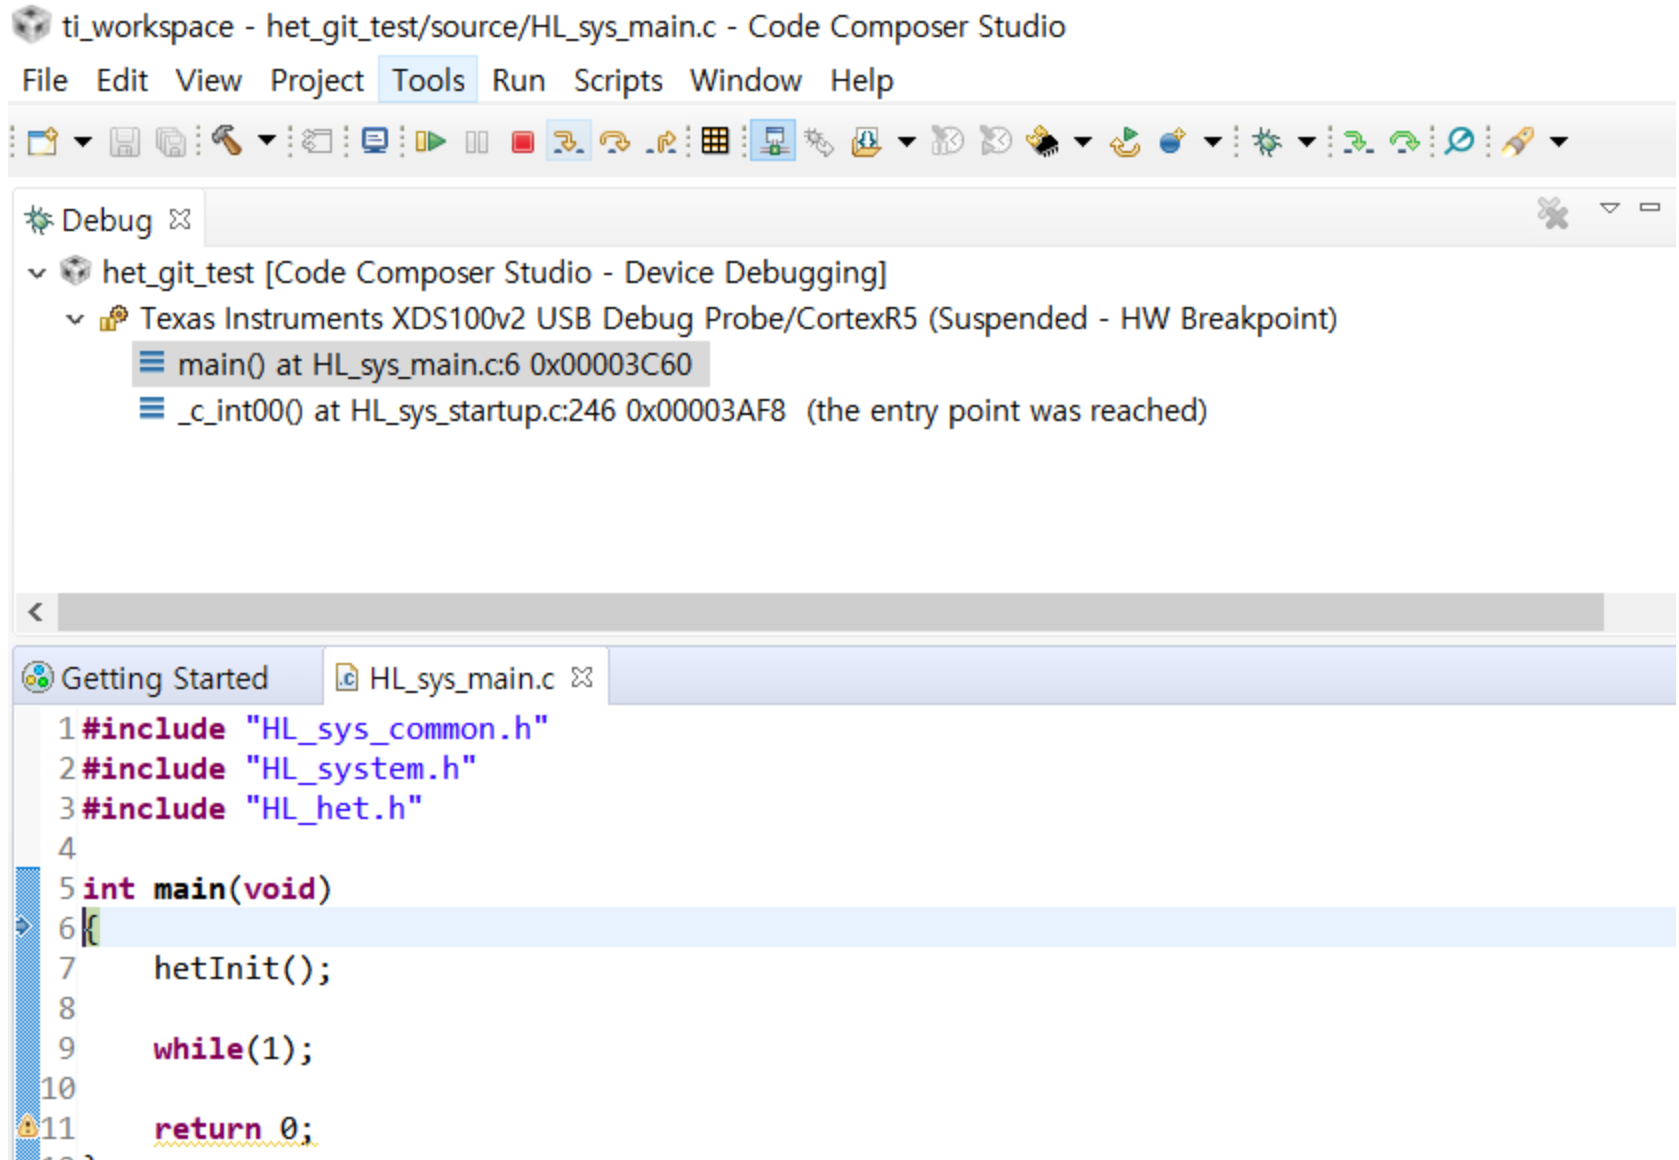 ti_workspace - het_git_test/source/HL_sys_main.c - Code Composer Studio
File Edit View Project Tools Run Scripts Window Help
Debug
het_git_test [Code Composer Studio - Device Debugging]
Texas Instruments XDS100v2 USB Debug Probe/CortexR5 (Suspended - HW Breakpoint)
main() at HL_sys_main.c:6 0x00003C60
_c_int00() at HL_sys_startup.c:246 0x00003AF8 (the entry point was reached)
Getting Started HL_sys_main.c
1 #include "HL_sys_common.h"
2 #include "HL_system.h"
3 #include "HL_het.h"
4
5 int main(void)
6 {
7 hetInit();
8
9 while(1);
10
11 return 0;